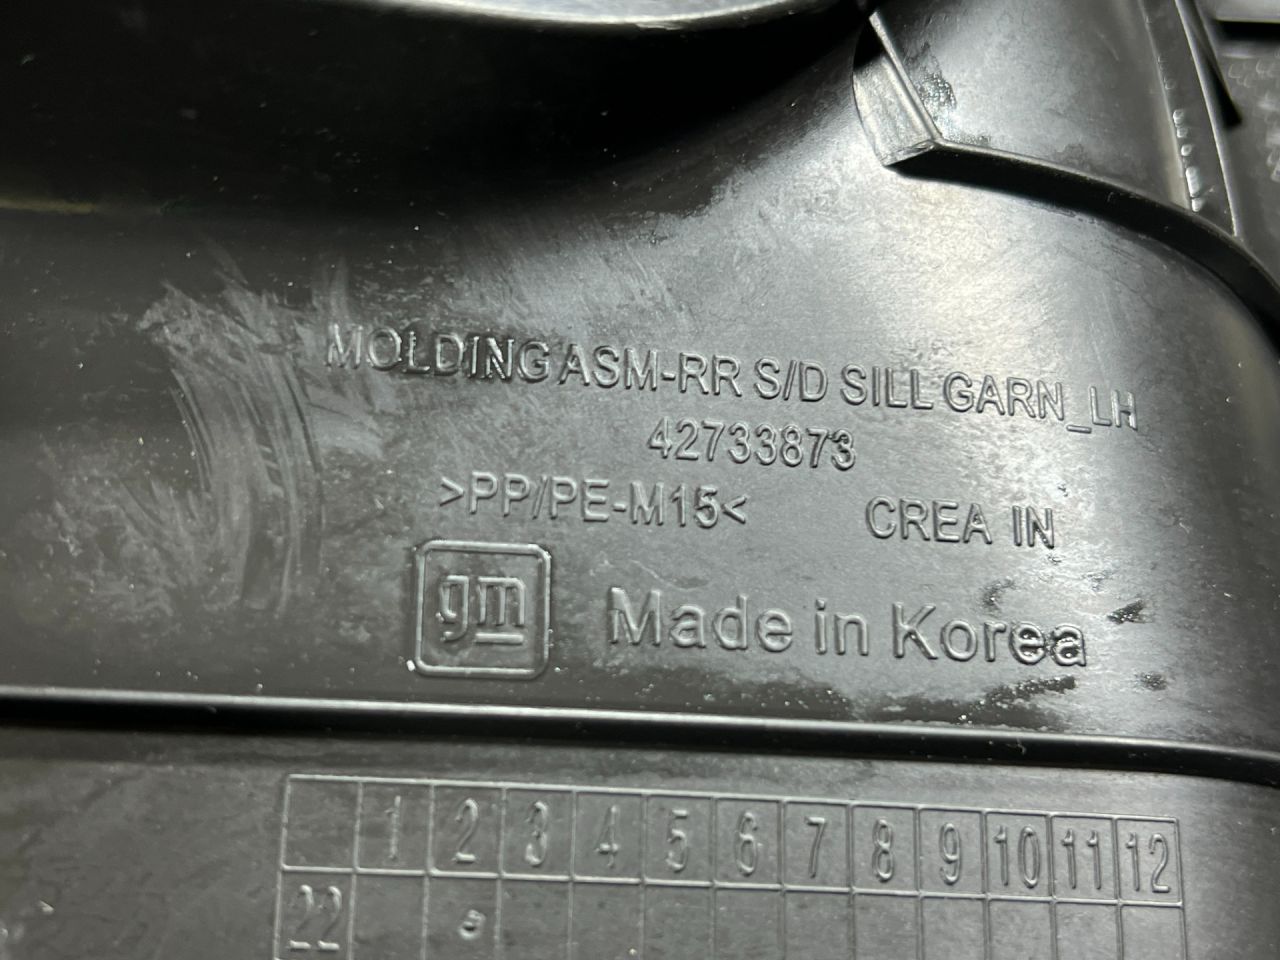 MOLDING ASM-RR S/D SILL GARN_LH
42733873
>PP/PE-M15< CREA IN
gm Made in Korea
1 2 3 4 5 6 7 8 9 10 11 12
22